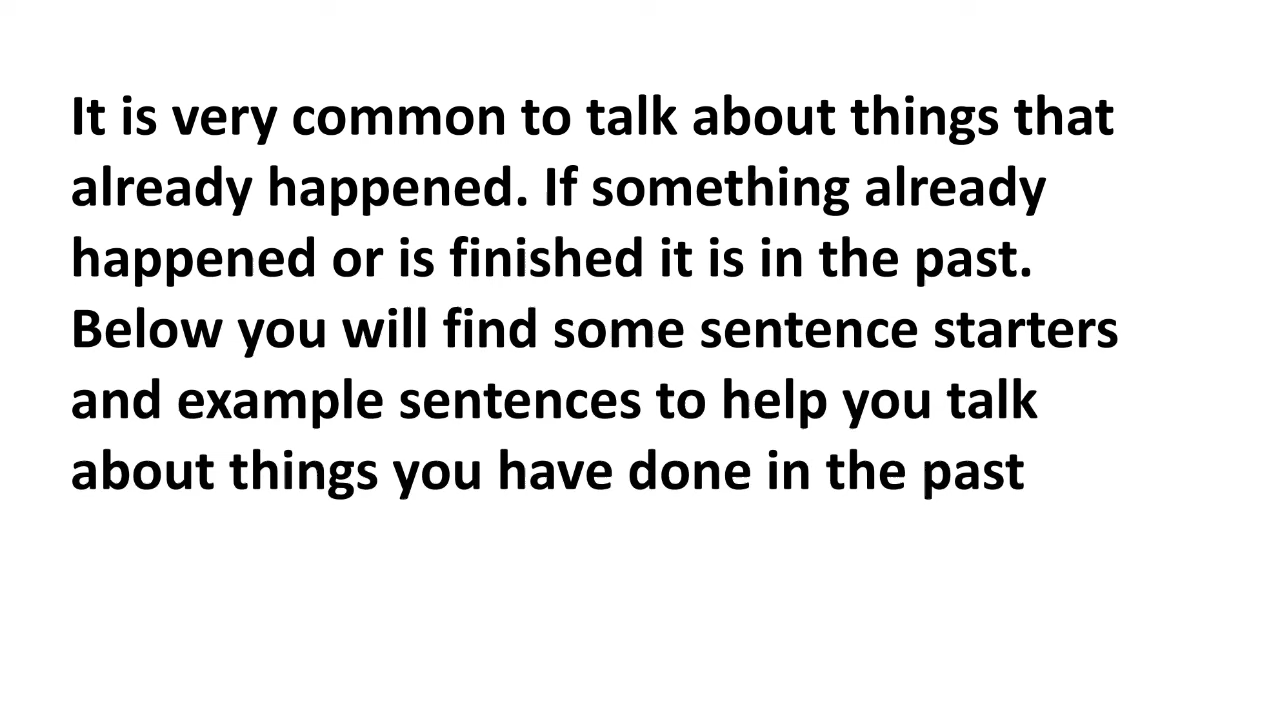 It is very common to talk about things that
already happened. If something already
happened or is finished it is in the past.
Below you will find some sentence starters
and example sentences to help you talk
about things you have done in the past